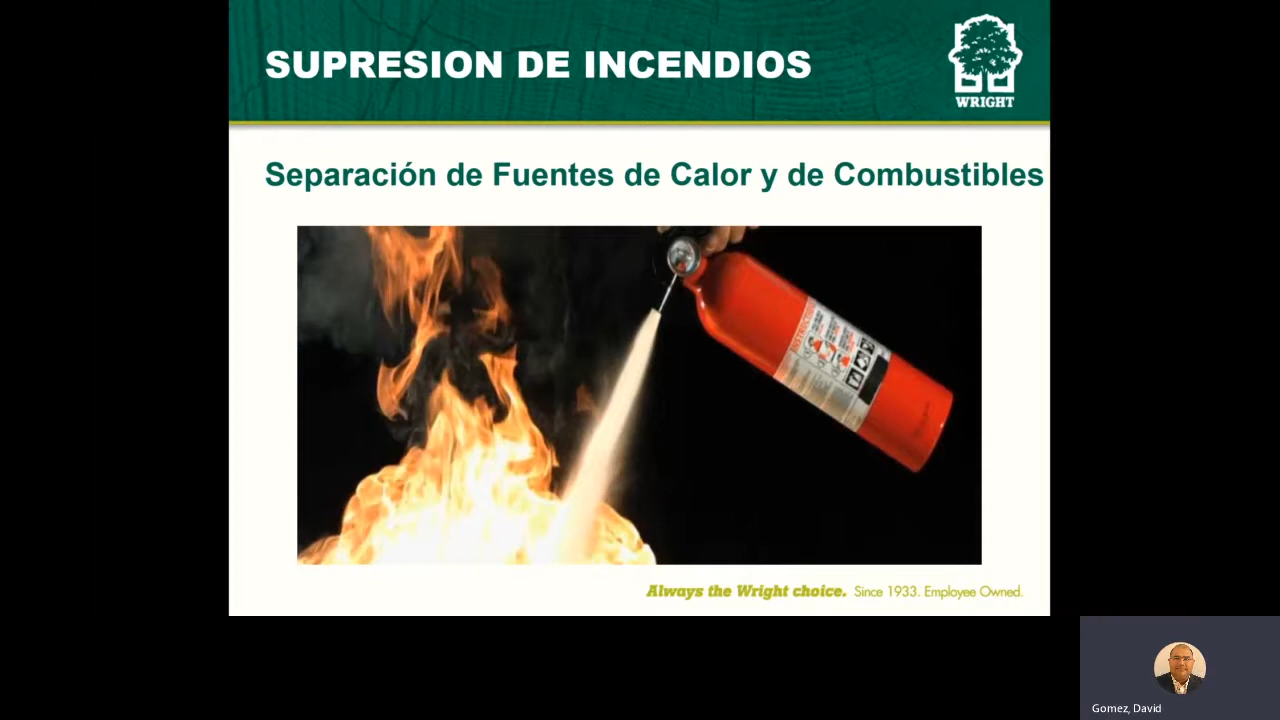 SUPRESION DE INCENDIOS
WRIGHT
Separación de Fuentes de Calor y de Combustibles
Always the Wright choice. Since 1933. Employee Owned.
Gomez, David